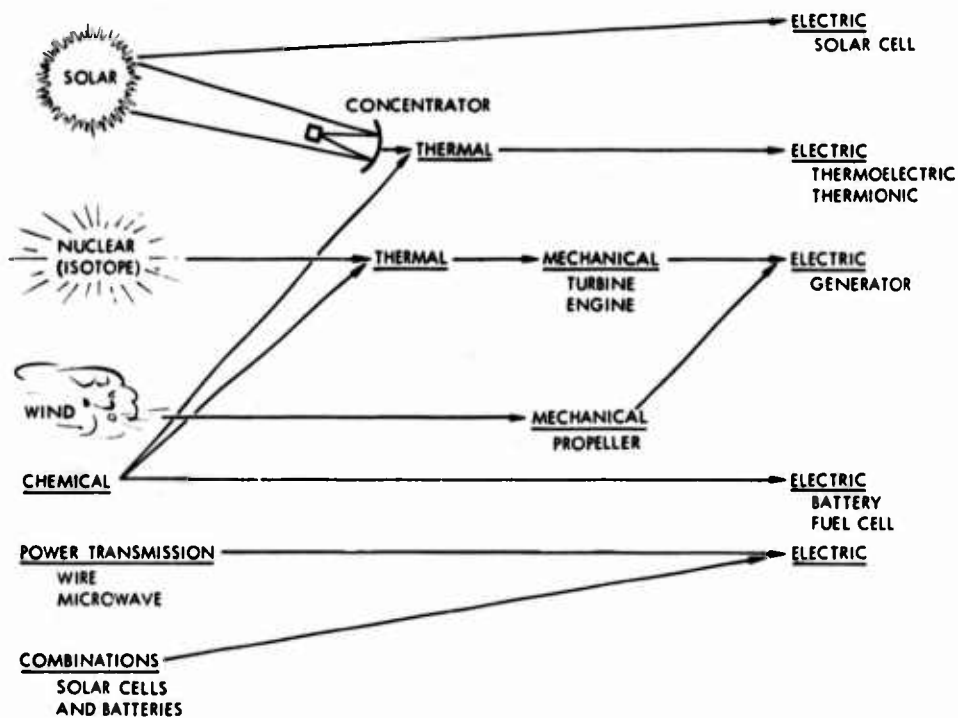 SOLAR
ELECTRIC
SOLAR CELL
CONCENTRATOR
THERMAL
ELECTRIC
THERMOELECTRIC
THERMIONIC
NUCLEAR
(ISOTOPE)
THERMAL
MECHANICAL
TURBINE
ENGINE
ELECTRIC
GENERATOR
WIND
MECHANICAL
PROPELLER
CHEMICAL
ELECTRIC
BATTERY
FUEL CELL
POWER TRANSMISSION
WIRE
MICROWAVE
ELECTRIC
COMBINATIONS
SOLAR CELLS
AND BATTERIES